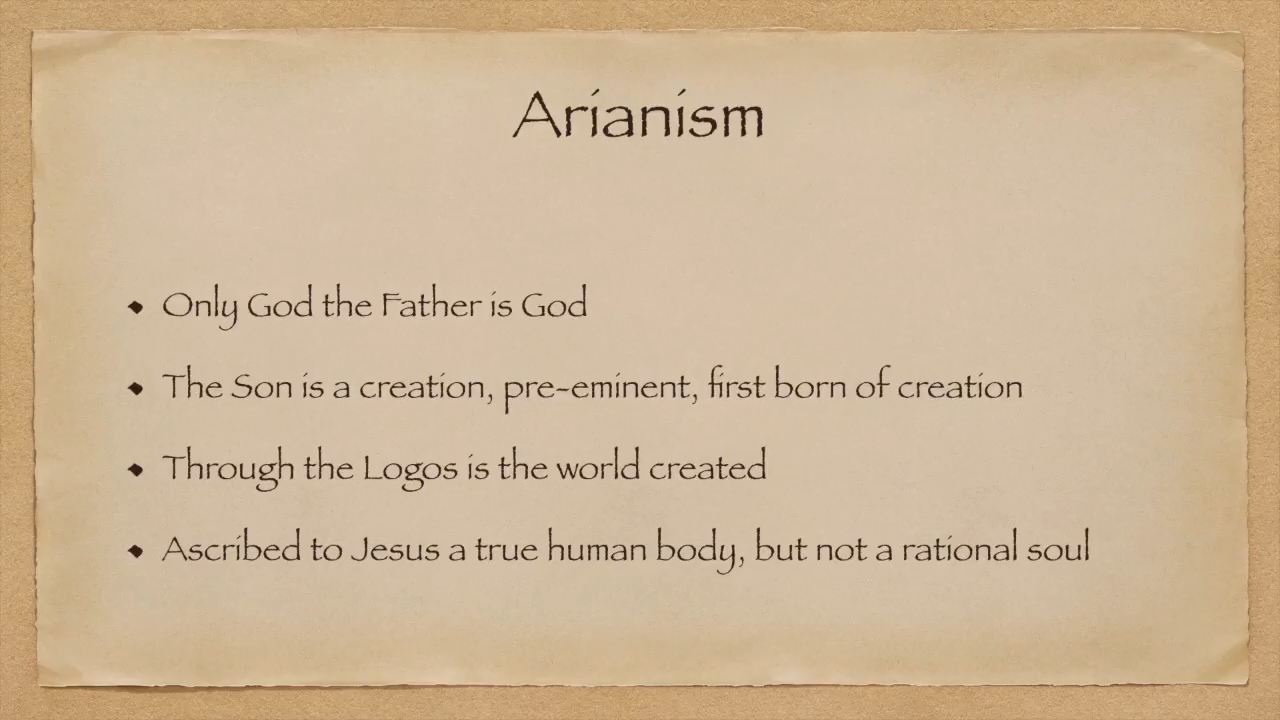 Arianism
• Only God the Father is God
• The Son is a creation, pre-eminent, first born of creation
• Through the Logos is the world created
• Ascribed to Jesus a true human body, but not a rational soul